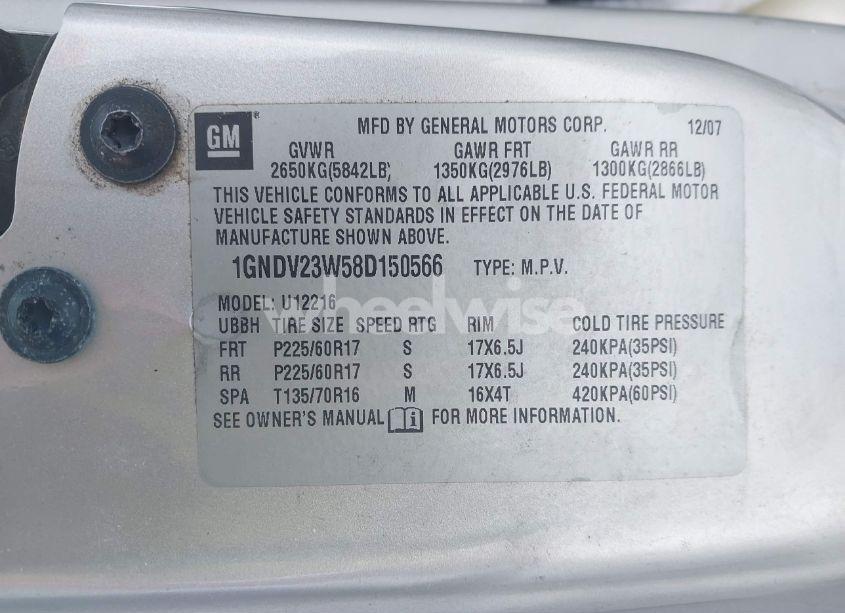 GM ® MFD BY GENERAL MOTORS CORP. 12/07
GVWR GAWR FRT GAWR RR
2650KG(5842LB) 1350KG(2976LB) 1300KG(2866LB)
THIS VEHICLE CONFORMS TO ALL APPLICABLE U.S. FEDERAL MOTOR
VEHICLE SAFETY STANDARDS IN EFFECT ON THE DATE OF
MANUFACTURE SHOWN ABOVE.
1GNDV23W58D150566 TYPE: M.P.V.
MODEL: U12216
wheelwise
UBBH TIRE SIZE SPEED RTG RIM COLD TIRE PRESSURE
FRT P225/60R17 S 17X6.5J 240KPA(35PSI)
RR P225/60R17 S 17X6.5J 240KPA(35PSI)
SPA T135/70R16 M 16X4T 420KPA(60PSI)
SEE OWNER'S MANUAL i FOR MORE INFORMATION.